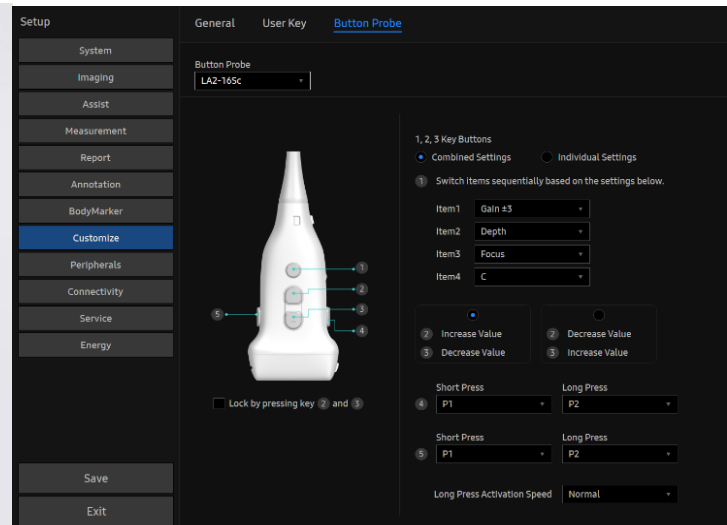 Setup
General User Key Button Probe
System
Imaging
Assist
Measurement
Report
Annotation
BodyMarker
Customize
Peripherals
Connectivity
Service
Energy
Save
Exit
Button Probe
LA2-16Sc
1
2
3
4
5
Lock by pressing key 2 and 3
1, 2, 3 Key Buttons
Combined Settings Individual Settings
1 Switch items sequentially based on the settings below.
Item1 Gain ±3
Item2 Depth
Item3 Focus
Item4 C
2 Increase Value
3 Decrease Value
2 Decrease Value
3 Increase Value
Short Press Long Press
4 P1 P2
Short Press Long Press
5 P1 P2
Long Press Activation Speed Normal